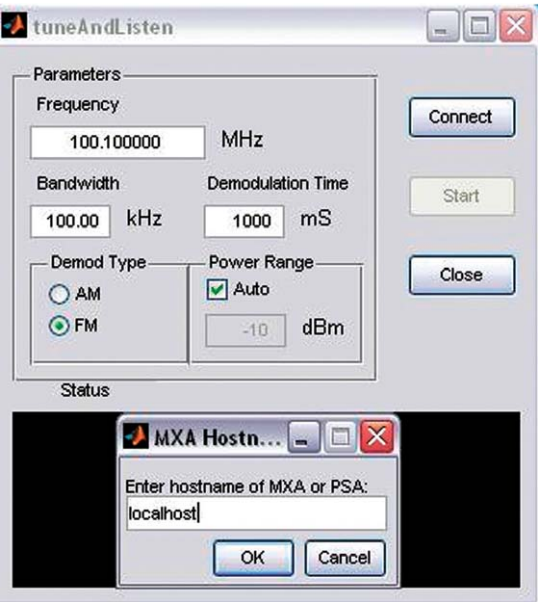 tuneAndListen
Parameters
Frequency
100.100000 MHz
Connect
Bandwidth Demodulation Time
100.00 kHz 1000 mS
Start
Demod Type Power Range
AM Auto
FM -10 dBm
Close
Status
MXA Hostn...
Enter hostname of MXA or PSA:
localhost
OK Cancel